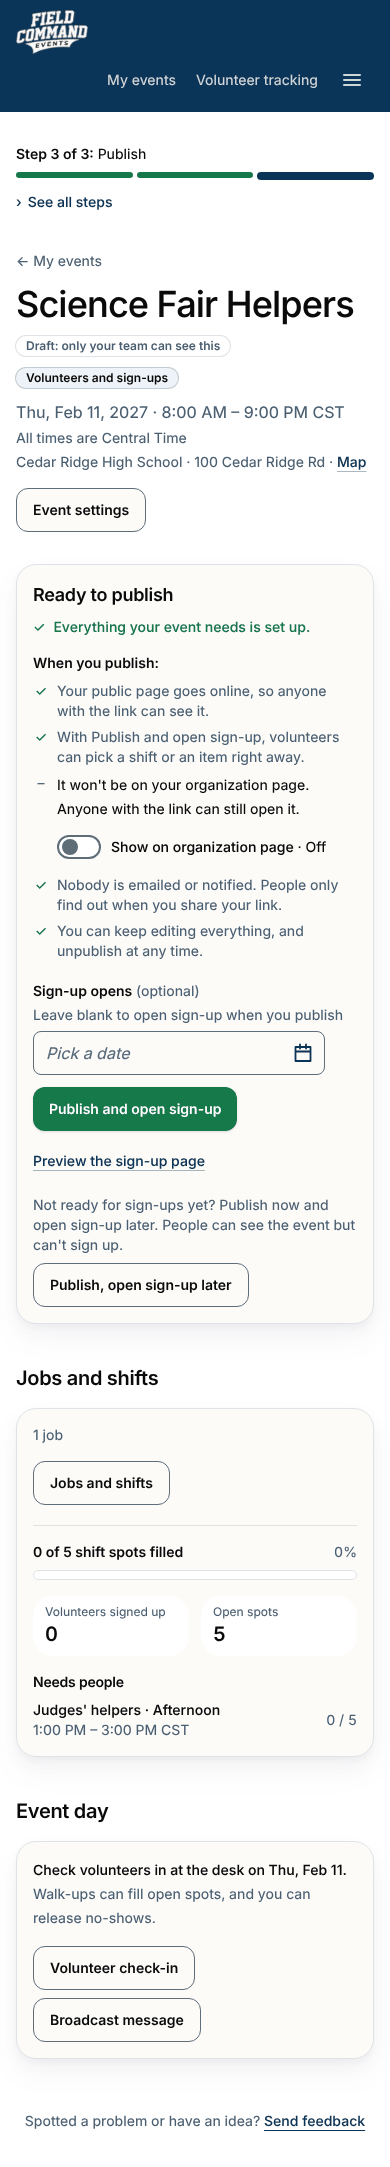 FIELD
COMMAND
EVENTS
My events Volunteer tracking
Step 3 of 3: Publish
› See all steps
← My events
Science Fair Helpers
Draft: only your team can see this
Volunteers and sign-ups
Thu, Feb 11, 2027 · 8:00 AM – 9:00 PM CST
All times are Central Time
Cedar Ridge High School · 100 Cedar Ridge Rd · Map
Event settings
Ready to publish
✓ Everything your event needs is set up.
When you publish:
✓ Your public page goes online, so anyone
with the link can see it.
✓ With Publish and open sign-up, volunteers
can pick a shift or an item right away.
– It won't be on your organization page.
Anyone with the link can still open it.
Show on organization page · Off
✓ Nobody is emailed or notified. People only
find out when you share your link.
✓ You can keep editing everything, and
unpublish at any time.
Sign-up opens (optional)
Leave blank to open sign-up when you publish
Pick a date
Publish and open sign-up
Preview the sign-up page
Not ready for sign-ups yet? Publish now and
open sign-up later. People can see the event but
can't sign up.
Publish, open sign-up later
Jobs and shifts
1 job
Jobs and shifts
0 of 5 shift spots filled 0%
Volunteers signed up Open spots
0 5
Needs people
Judges' helpers · Afternoon
1:00 PM – 3:00 PM CST 0 / 5
Event day
Check volunteers in at the desk on Thu, Feb 11.
Walk-ups can fill open spots, and you can
release no-shows.
Volunteer check-in
Broadcast message
Spotted a problem or have an idea? Send feedback